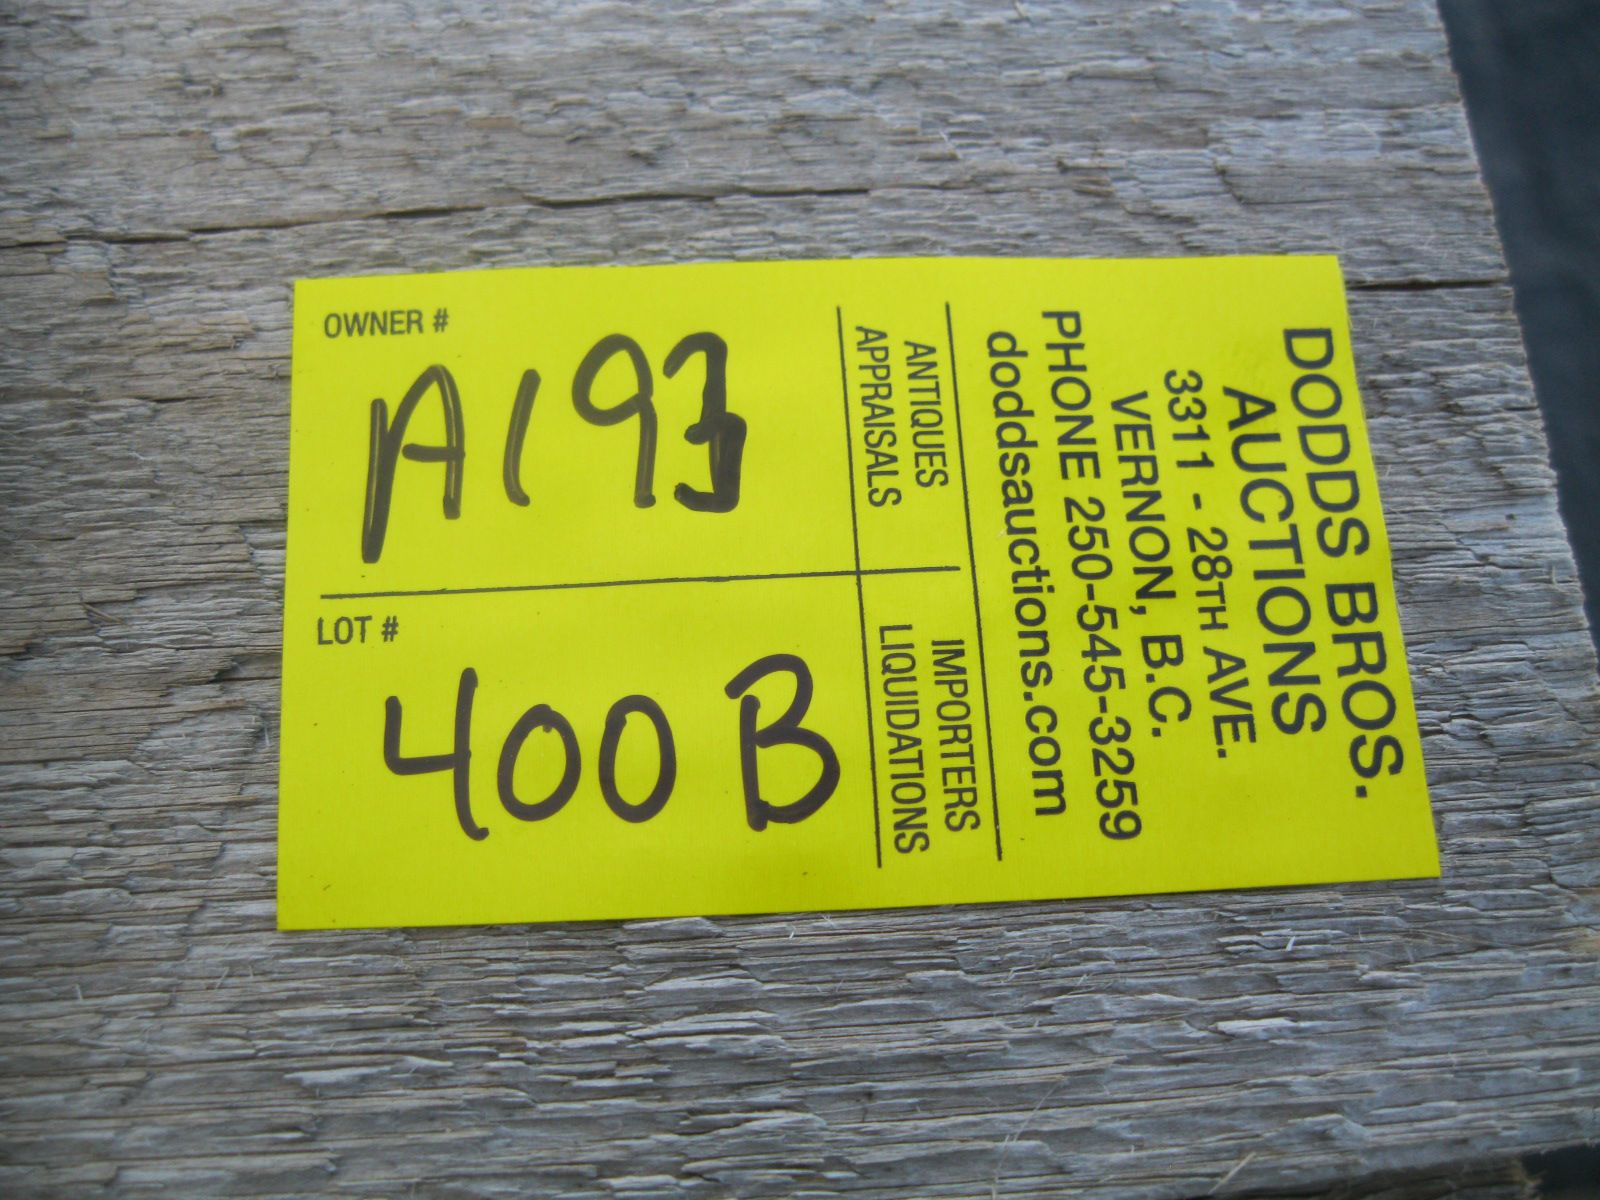 OWNER #
A193
LOT #
400 B
DODDS BROS.
AUCTIONS
3311 - 28TH AVE.
VERNON, B.C.
PHONE 250-545-3259
doddsauctions.com
ANTIQUES
APPRAISALS
IMPORTERS
LIQUIDATIONS